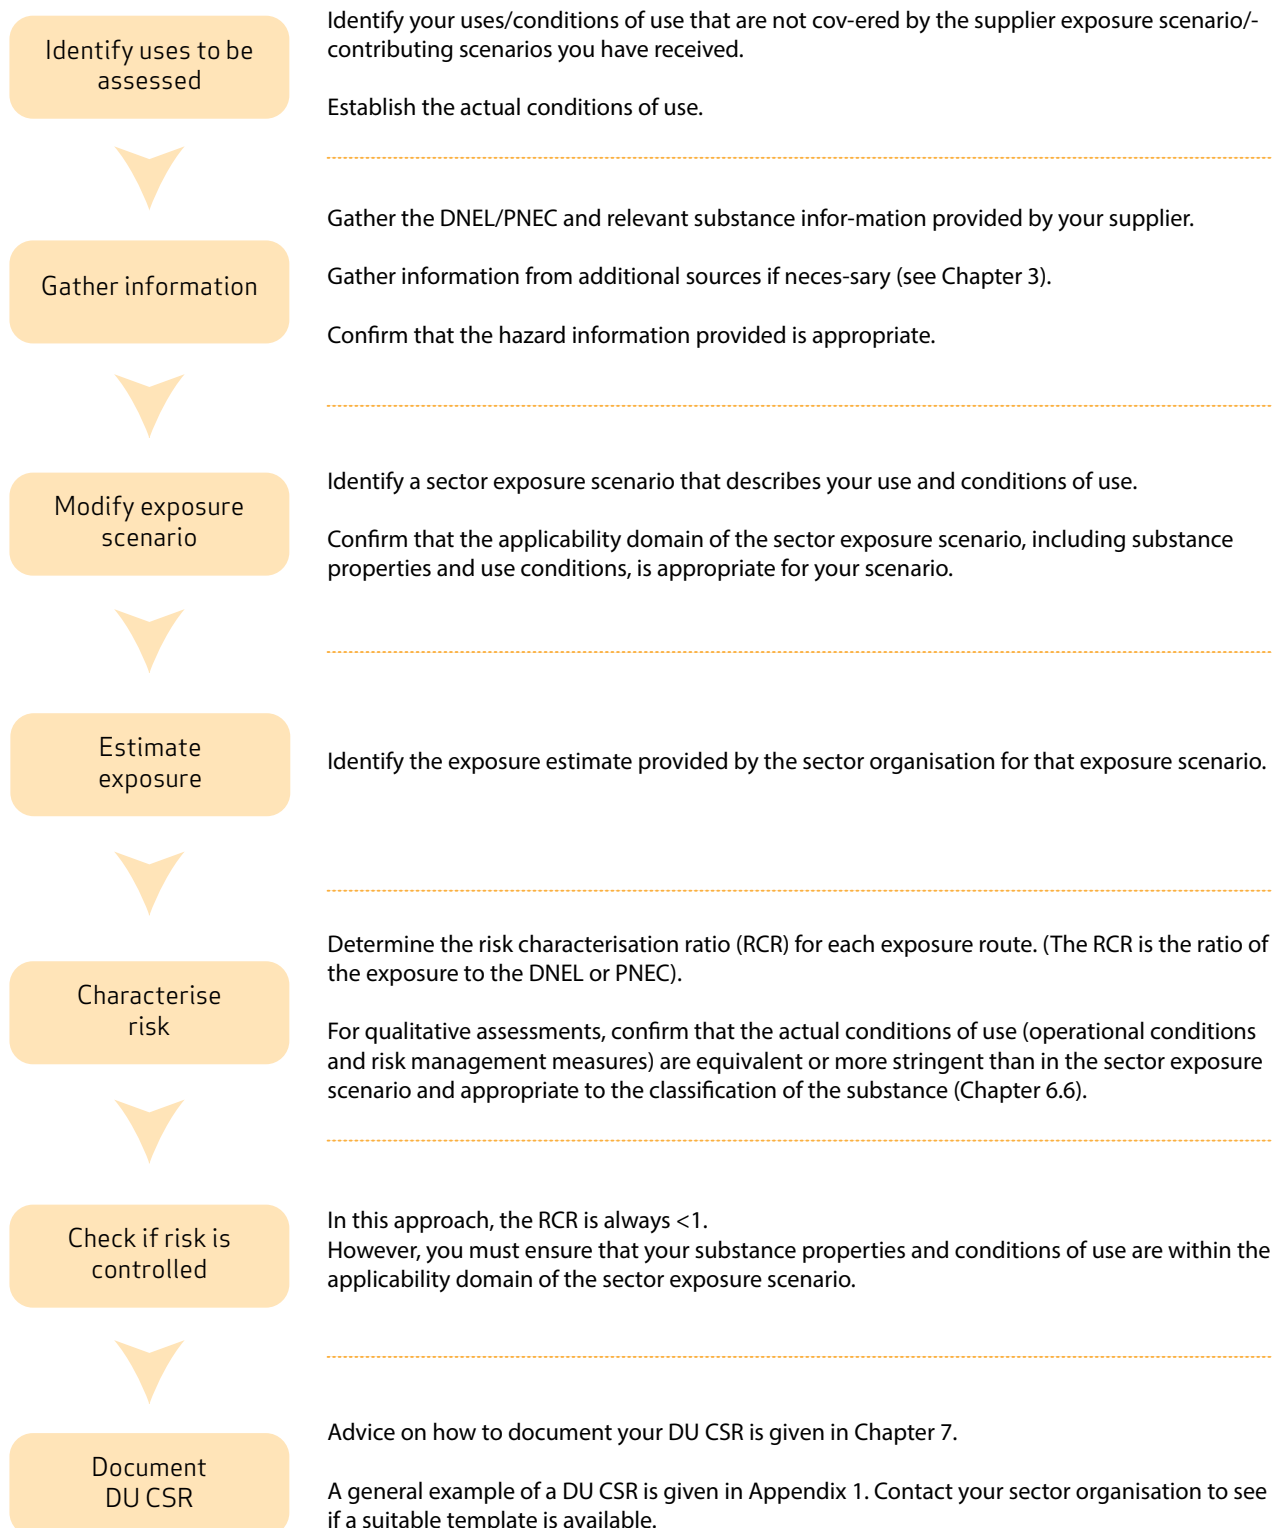 Identify uses to be
assessed
Identify your uses/conditions of use that are not cov-ered by the supplier exposure scenario/-
contributing scenarios you have received.
Establish the actual conditions of use.
Gather information
Gather the DNEL/PNEC and relevant substance infor-mation provided by your supplier.
Gather information from additional sources if neces-sary (see Chapter 3).
Confirm that the hazard information provided is appropriate.
Modify exposure
scenario
Identify a sector exposure scenario that describes your use and conditions of use.
Confirm that the applicability domain of the sector exposure scenario, including substance
properties and use conditions, is appropriate for your scenario.
Estimate
exposure
Identify the exposure estimate provided by the sector organisation for that exposure scenario.
Characterise
risk
Determine the risk characterisation ratio (RCR) for each exposure route. (The RCR is the ratio of
the exposure to the DNEL or PNEC).
For qualitative assessments, confirm that the actual conditions of use (operational conditions
and risk management measures) are equivalent or more stringent than in the sector exposure
scenario and appropriate to the classification of the substance (Chapter 6.6).
Check if risk is
controlled
In this approach, the RCR is always <1.
However, you must ensure that your substance properties and conditions of use are within the
applicability domain of the sector exposure scenario.
Document
DU CSR
Advice on how to document your DU CSR is given in Chapter 7.
A general example of a DU CSR is given in Appendix 1. Contact your sector organisation to see
if a suitable template is available.